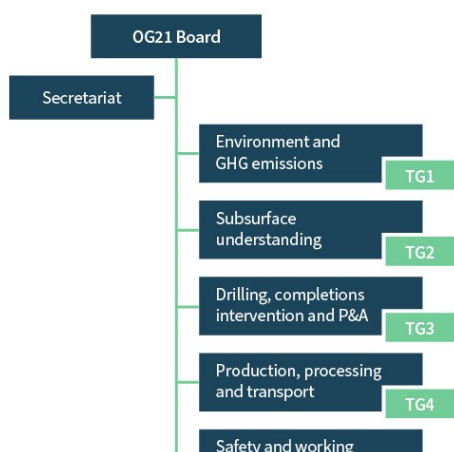 OG21 Board
Secretariat
Environment and
GHG emissions
TG1
Subsurface
understanding
TG2
Drilling, completions
intervention and P&A
TG3
Production, processing
and transport
TG4
Safety and working